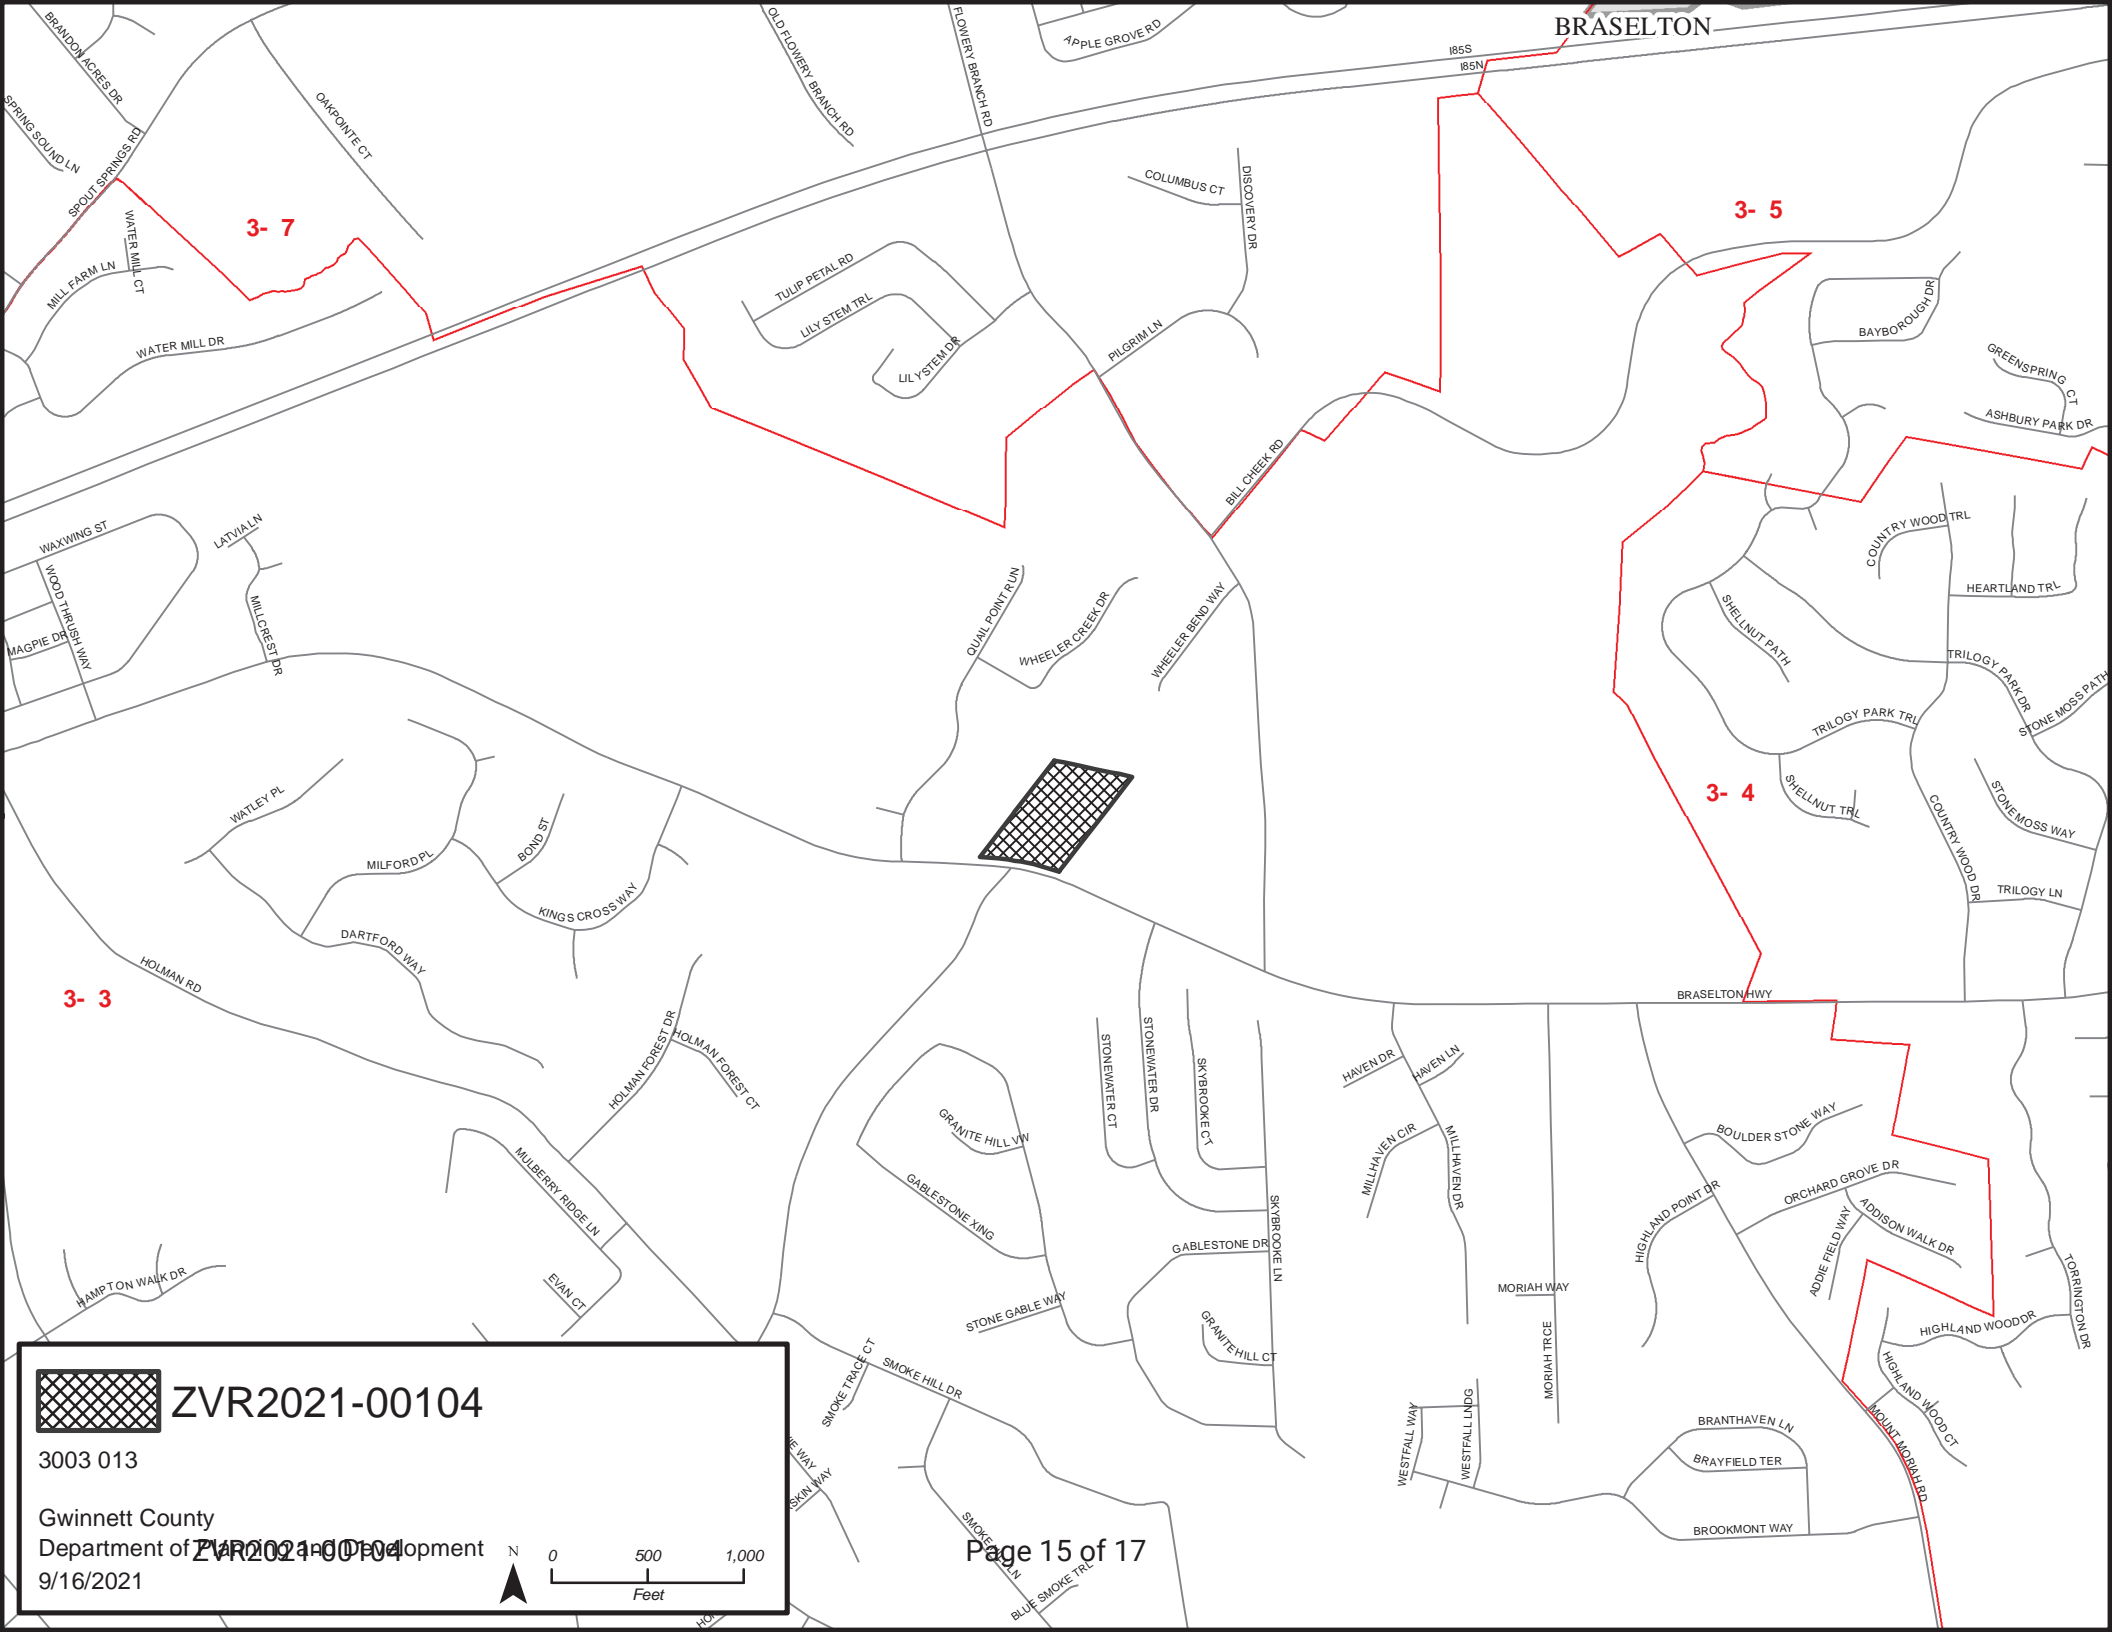 BRASELTON
I85S
I85N
BRANDON ACRES DR
SPRING SOUND LN
SPOUT SPRINGS RD
OAKPOINTE CT
OLD FLOWERY BRANCH RD
FLOWERY BRANCH RD
APPLE GROVE RD
COLUMBUS CT
DISCOVERY DR
3- 7
3- 5
WATER MILL CT
MILL FARM LN
WATER MILL DR
TULIP PETAL RD
LILY STEM TRL
LILYSTEM DR
PILGRIM LN
BAYBOROUGH DR
GREENSPRING CT
ASHBURY PARK DR
BILL CHEEK RD
WAXWING ST
LATVIA LN
WOOD THRUSH WAY
MAGPIE DR
MILLCREST DR
QUAIL POINT RUN
WHEELER CREEK DR
WHEELER BEND WAY
COUNTRY WOOD TRL
HEARTLAND TRL
SHELLNUT PATH
TRILOGY PARK DR
STONE MOSS PATH
TRILOGY PARK TRL
3- 4
SHELLNUT TRL
STONE MOSS WAY
COUNTRY WOOD DR
TRILOGY LN
WATLEY PL
MILFORD PL
BOND ST
KINGS CROSS WAY
DARTFORD WAY
HOLMAN RD
3- 3
BRASELTON HWY
HOLMAN FOREST DR
HOLMAN FOREST CT
STONEWATER CT
STONEWATER DR
SKYBROOKE CT
SKYBROOKE LN
HAVEN DR
HAVEN LN
MILLHAVEN CIR
MILLHAVEN DR
GRANITE HILL VW
GABLESTONE XING
GABLESTONE DR
BOULDER STONE WAY
ORCHARD GROVE DR
HIGHLAND POINT DR
ADDISON WALK DR
ADDIE FIELD WAY
MULBERRY RIDGE LN
EVAN CT
HAMPTON WALK DR
STONE GABLE WAY
GRANITE HILL CT
MORIAH WAY
MORIAH TRCE
TORRINGTON DR
HIGHLAND WOOD DR
HIGHLAND WOOD CT
MOUNT MORIAH RD
SMOKE TRACE CT
SMOKE HILL DR
WESTFALL WAY
WESTFALL LNDG
BRANTHAVEN LN
BRAYFIELD TER
BROOKMONT WAY
BLUE SMOKE TRL
ZVR2021-00104
3003 013
Gwinnett County
Department of Planning and Development
ZVR2021-00104
9/16/2021
N
0 500 1,000
Feet
Page 15 of 17